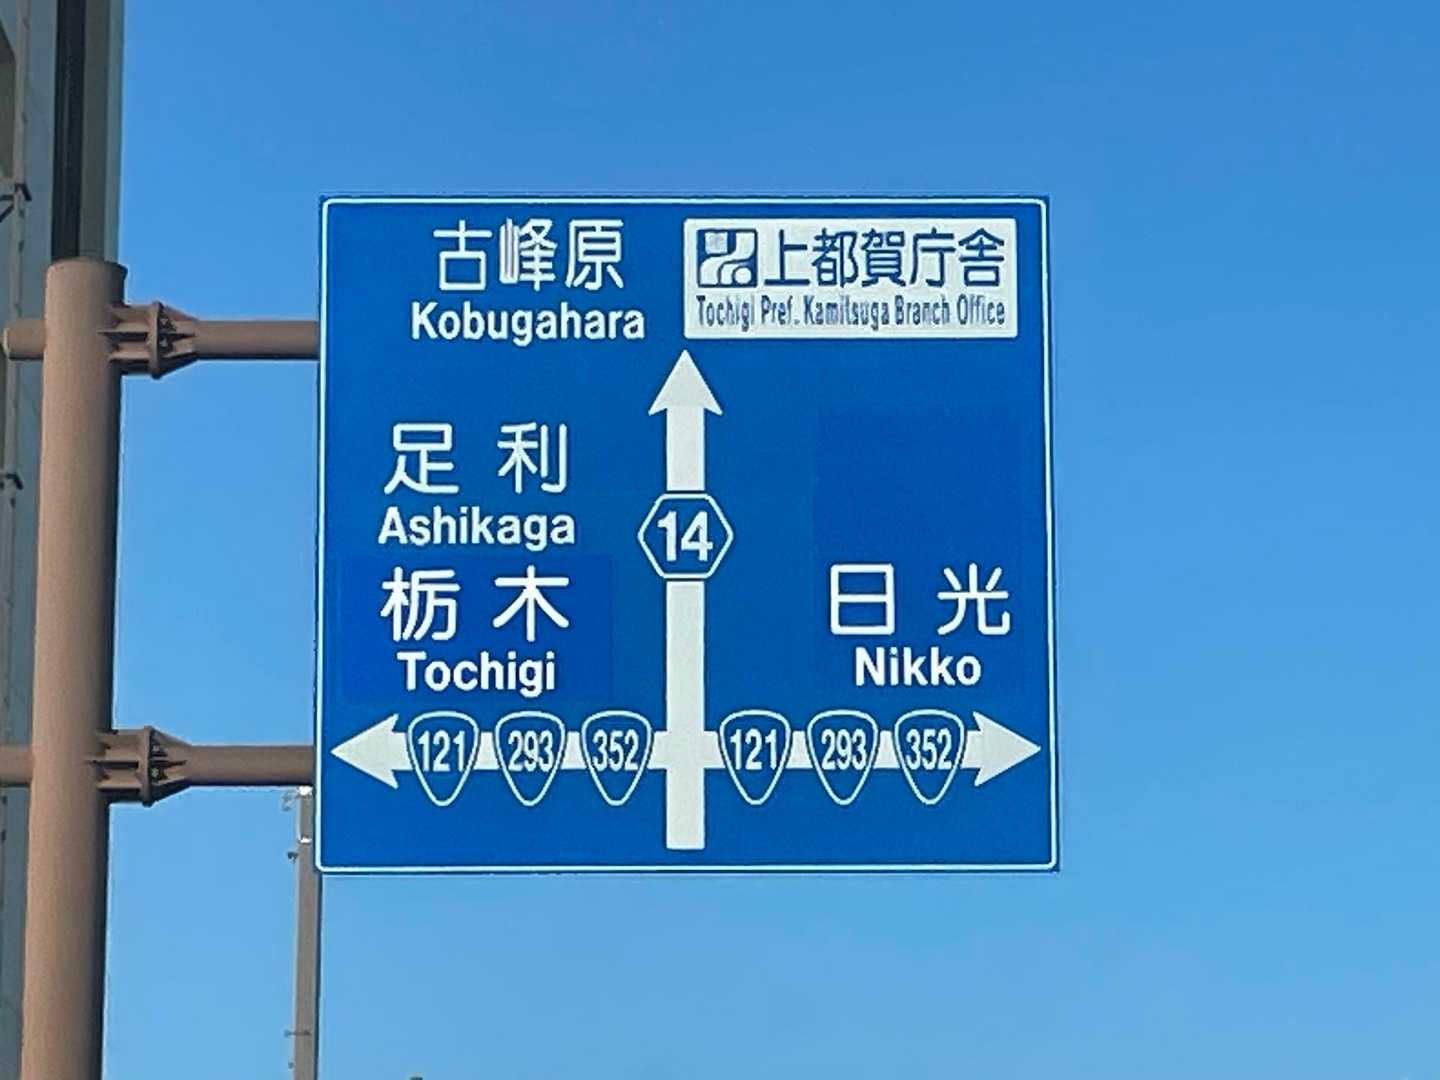 古峰原
Kobugahara
上都賀庁舎
Tochigi Pref. Kamitsuga Branch Office
足利
Ashikaga
14
栃木
Tochigi
日光
Nikko
121 293 352 121 293 352